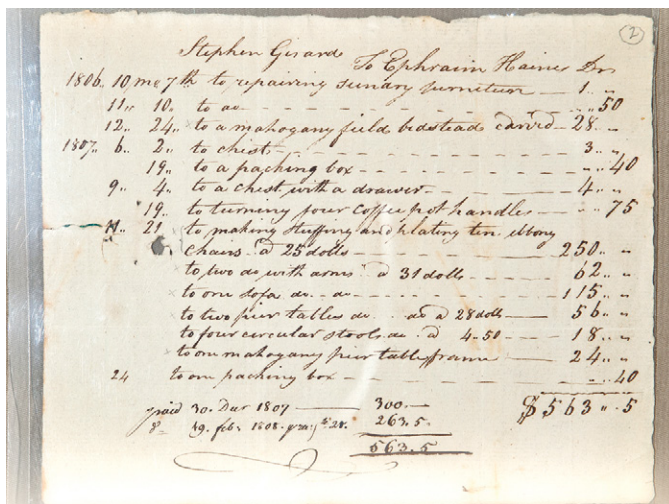 2
Stephen Girard To Ephraim Haines Dr
1806. 10 mo 7th to repairing sundry furniture 1 ..
11 .. 10 .. to do .. 50
12 .. 24 .. to a mahogany field bedstead carved 28 .. ..
1807 .. 6 .. 2 .. to chest 3 .. ..
19 .. to a packing box .. .. 40
9 .. 4 .. to a chest with a drawer 4 .. ..
19 .. to turning four coffee pot handles .. 75
11 .. 21 to making stuffing and plating ten ebony
chairs a 25 dolls 250 .. ..
to two do with arms a 31 dolls 62 .. ..
to one sofa do .. do 115 .. ..
to two pier tables do .. do a 28 dolls 56 .. ..
to four circular stools do a 4-50 18 .. ..
to one mahogany pier table frame 24 .. ..
24 to one packing box .. .. 40
paid 30. 1807 300. $ 563 .. 5
19. feb. 1808. 263.5.
563.5